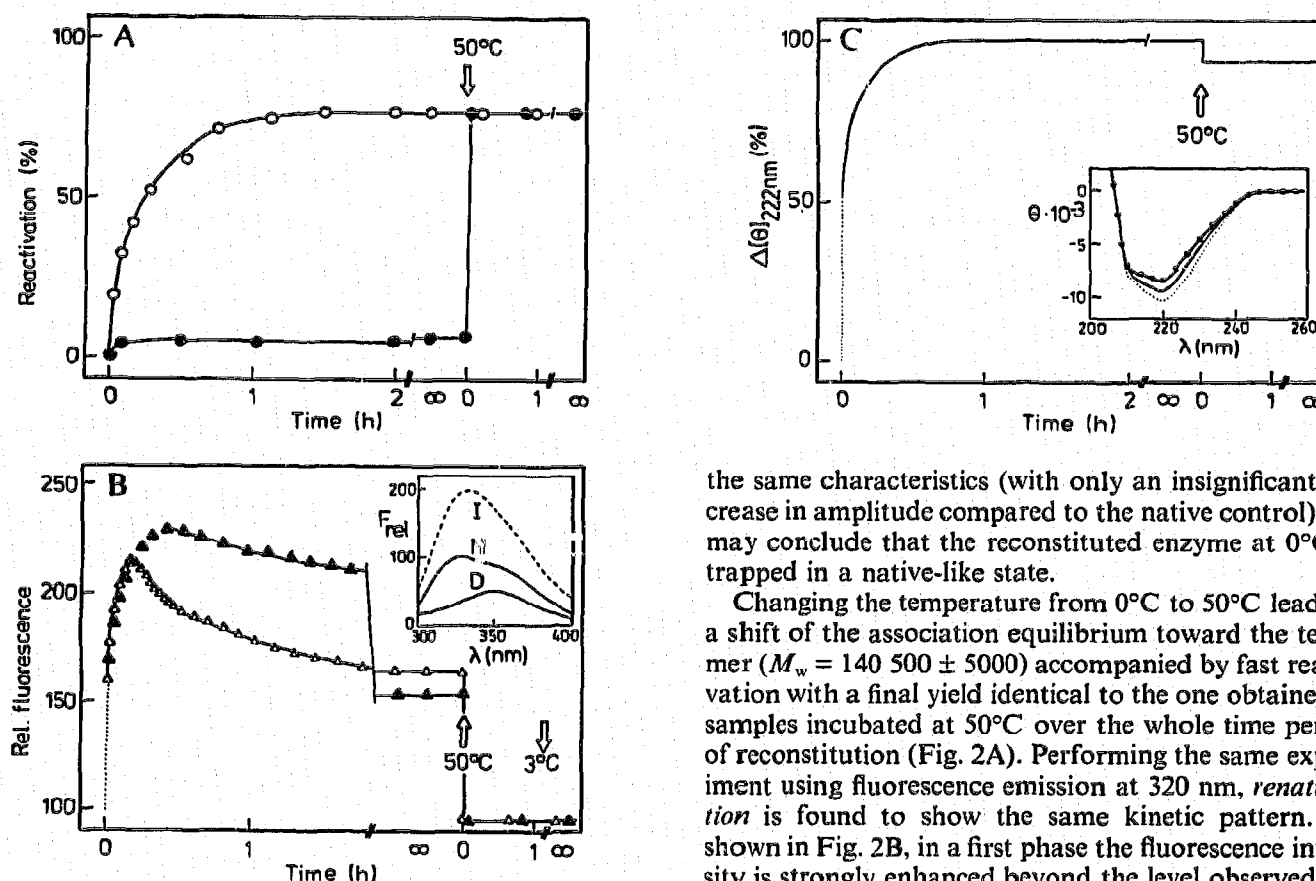 100
A
50°C
Reactivation (%)
50
0
0 1 2 ∞ 0 1 ∞
Time (h)
250
B
200
Rel. fluorescence
150
100
200
100
0
Frel
I
N
D
300 350 400
λ (nm)
50°C 3°C
0 1 ∞ 0 1 ∞
Time (h)
100
C
50°C
Δ[θ]222nm (%)
50
0
0
Θ·10-3
-5
-10
200 220 240 260
λ (nm)
0 1 2 ∞ 0 1
Time (h)
the same characteristics (with only an insignificant
crease in amplitude compared to the native control)
may conclude that the reconstituted enzyme at 0°
trapped in a native-like state.
Changing the temperature from 0°C to 50°C lead
a shift of the association equilibrium toward the te
mer (Mw = 140 500 ± 5000) accompanied by fast rea
vation with a final yield identical to the one obtaine
samples incubated at 50°C over the whole time per
of reconstitution (Fig. 2A). Performing the same ex
iment using fluorescence emission at 320 nm, renat
tion is found to show the same kinetic pattern.
shown in Fig. 2B, in a first phase the fluorescence in
sity is strongly enhanced beyond the level observed